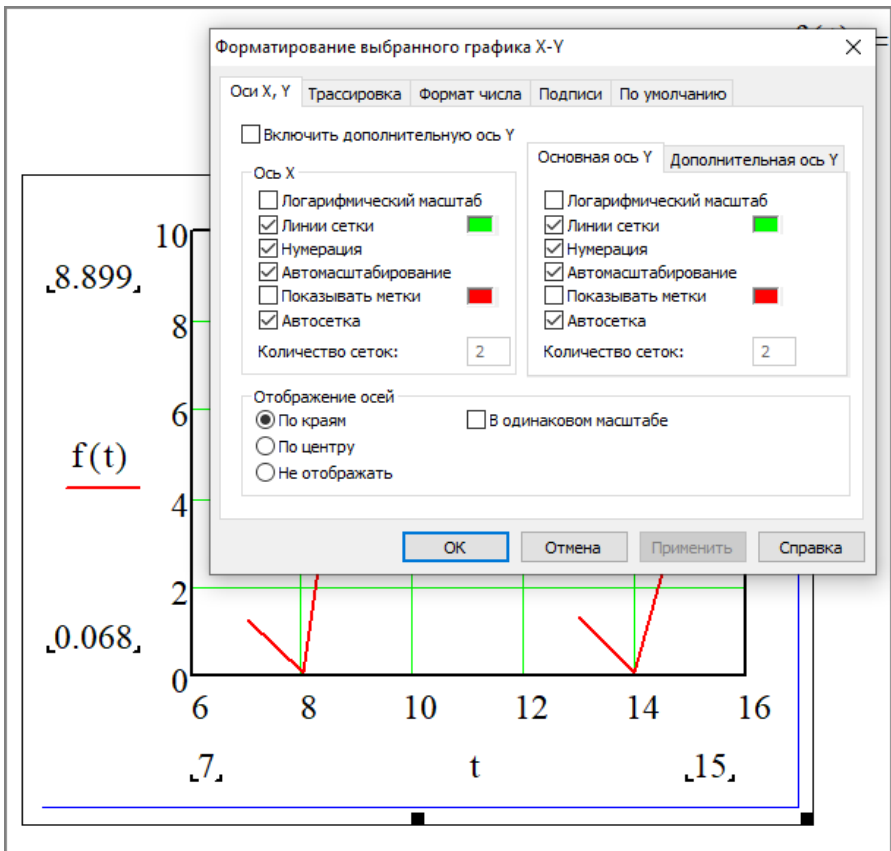 Форматирование выбранного графика X-Y
Оси X, Y Трассировка Формат числа Подписи По умолчанию
Включить дополнительную ось Y
Ось X
Логарифмический масштаб
Линии сетки
Нумерация
Автомасштабирование
Показывать метки
Автосетка
Количество сеток: 2
Основная ось Y Дополнительная ось Y
Логарифмический масштаб
Линии сетки
Нумерация
Автомасштабирование
Показывать метки
Автосетка
Количество сеток: 2
Отображение осей
По краям
В одинаковом масштабе
По центру
Не отображать
ОК Отмена Применить Справка
10
8.899
8
6
f(t)
4
2
0.068
0
6 8 10 12 14 16
7 t 15